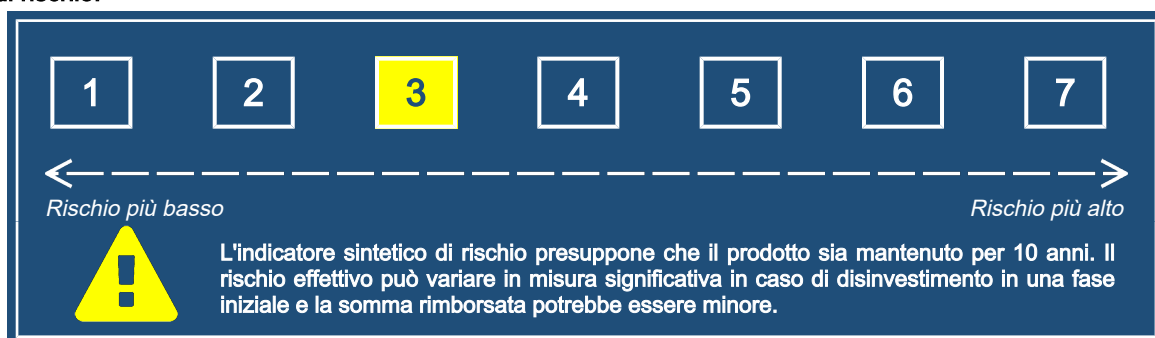 1 2 3 4 5 6 7
Rischio più basso Rischio più alto
L'indicatore sintetico di rischio presuppone che il prodotto sia mantenuto per 10 anni. Il
rischio effettivo può variare in misura significativa in caso di disinvestimento in una fase
iniziale e la somma rimborsata potrebbe essere minore.